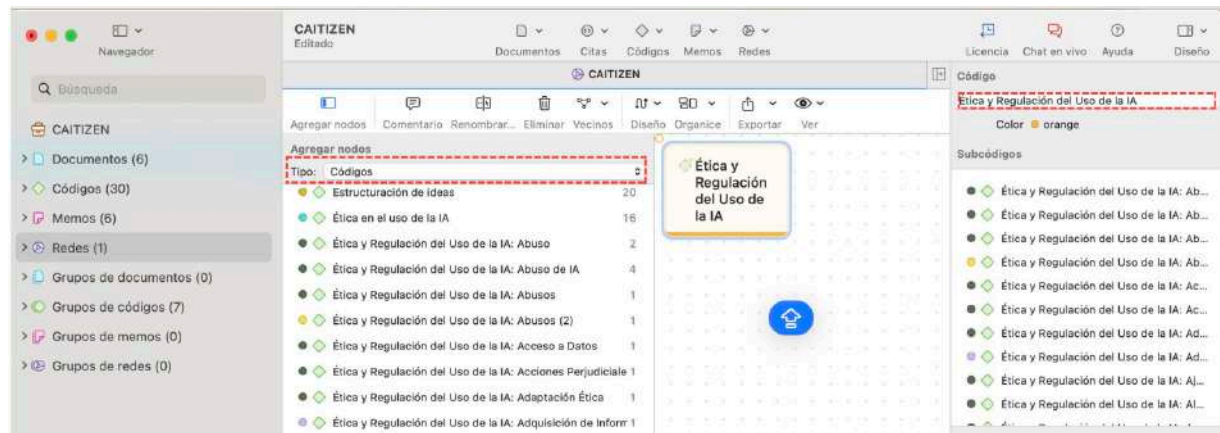 Navegador
Búsqueda
CAITIZEN
Documentos (6)
Códigos (30)
Memos (6)
Redes (1)
Grupos de documentos (0)
Grupos de códigos (7)
Grupos de memos (0)
Grupos de redes (0)
CAITIZEN
Editado
Documentos Citas Códigos Memos Redes
CAITIZEN
Agregar nodos Comentario Renombrar... Eliminar Vecinos Diseño Organice Exportar Ver
Agregar nodos
Tipo: Códigos
Estructuración de ideas 20
Ética en el uso de la IA 16
Ética y Regulación del Uso de la IA: Abuso 2
Ética y Regulación del Uso de la IA: Abuso de IA 4
Ética y Regulación del Uso de la IA: Abusos 1
Ética y Regulación del Uso de la IA: Abusos (2) 1
Ética y Regulación del Uso de la IA: Acceso a Datos 1
Ética y Regulación del Uso de la IA: Acciones Perjudiciale 1
Ética y Regulación del Uso de la IA: Adaptación Ética 1
Ética y Regulación del Uso de la IA: Adquisición de Inforr 1
Ética y
Regulación
del Uso de
la IA
Licencia Chat en vivo Ayuda Diseño
Código
Ética y Regulación del Uso de la IA
Color orange
Subcódigos
Ética y Regulación del Uso de la IA: Ab...
Ética y Regulación del Uso de la IA: Ab...
Ética y Regulación del Uso de la IA: Ab...
Ética y Regulación del Uso de la IA: Ab...
Ética y Regulación del Uso de la IA: Ac...
Ética y Regulación del Uso de la IA: Ac...
Ética y Regulación del Uso de la IA: Ad...
Ética y Regulación del Uso de la IA: Ad...
Ética y Regulación del Uso de la IA: Aj...
Ética y Regulación del Uso de la IA: Al...